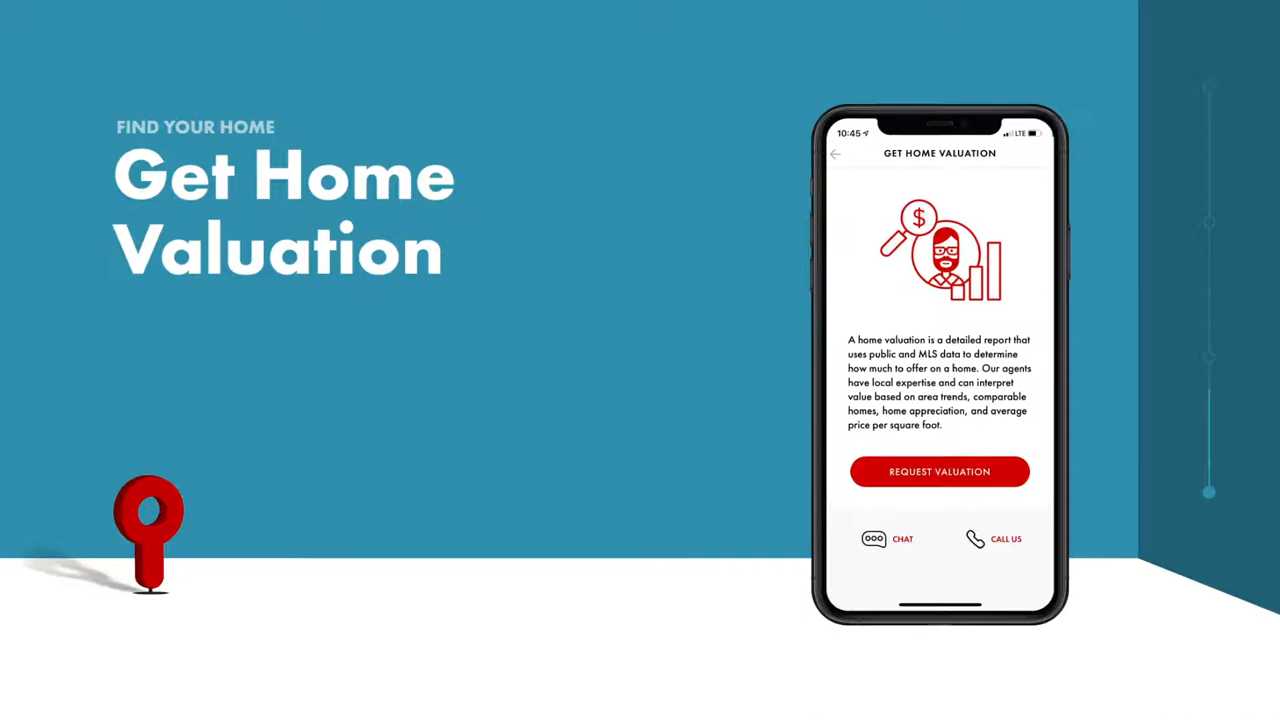 FIND YOUR HOME
Get Home
Valuation
10:45
LTE
GET HOME VALUATION
$
A home valuation is a detailed report that
uses public and MLS data to determine
how much to offer on a home. Our agents
have local expertise and can interpret
value based on area trends, comparable
homes, home appreciation, and average
price per square foot.
REQUEST VALUATION
CHAT
CALL US